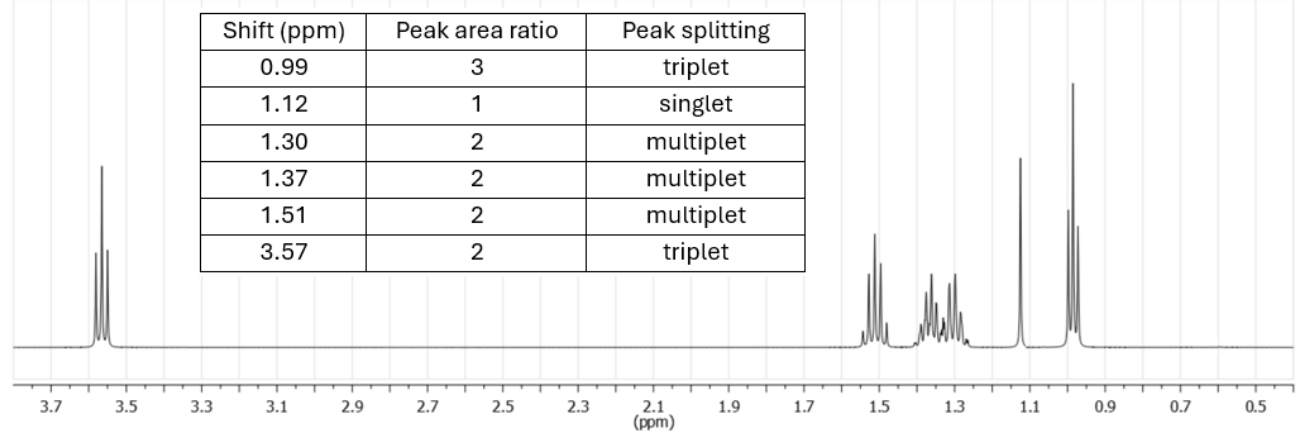 Shift (ppm) Peak area ratio Peak splitting
0.99 3 triplet
1.12 1 singlet
1.30 2 multiplet
1.37 2 multiplet
1.51 2 multiplet
3.57 2 triplet
3.7 3.5 3.3 3.1 2.9 2.7 2.5 2.3 2.1 1.9 1.7 1.5 1.3 1.1 0.9 0.7 0.5
(ppm)